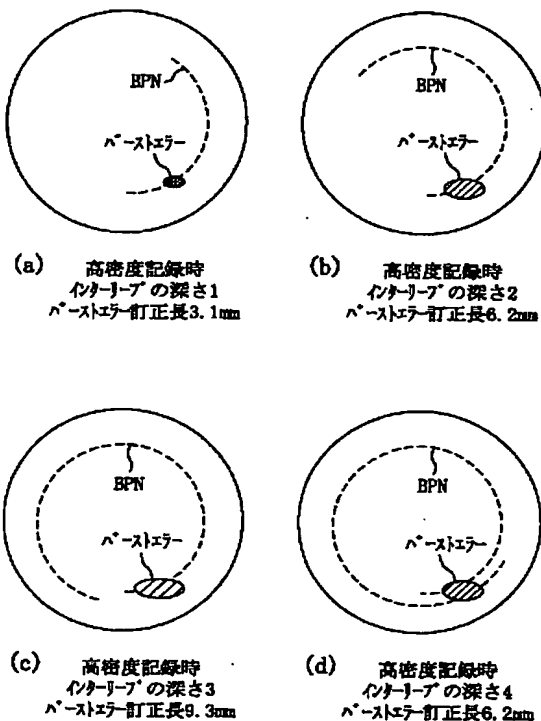 BPN
バーストエラー
(a) 高密度記録時
インターリーブの深さ1
バーストエラー訂正長3.1mm
BPN
バーストエラー
(b) 高密度記録時
インターリーブの深さ2
バーストエラー訂正長6.2mm
BPN
バーストエラー
(c) 高密度記録時
インターリーブの深さ3
バーストエラー訂正長9.3mm
BPN
バーストエラー
(d) 高密度記録時
インターリーブの深さ4
バーストエラー訂正長6.2mm